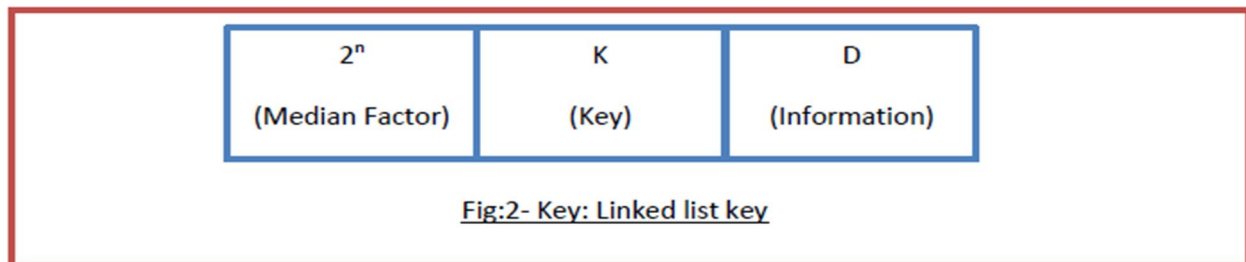 2ⁿ K D
(Median Factor) (Key) (Information)
Fig:2- Key: Linked list key